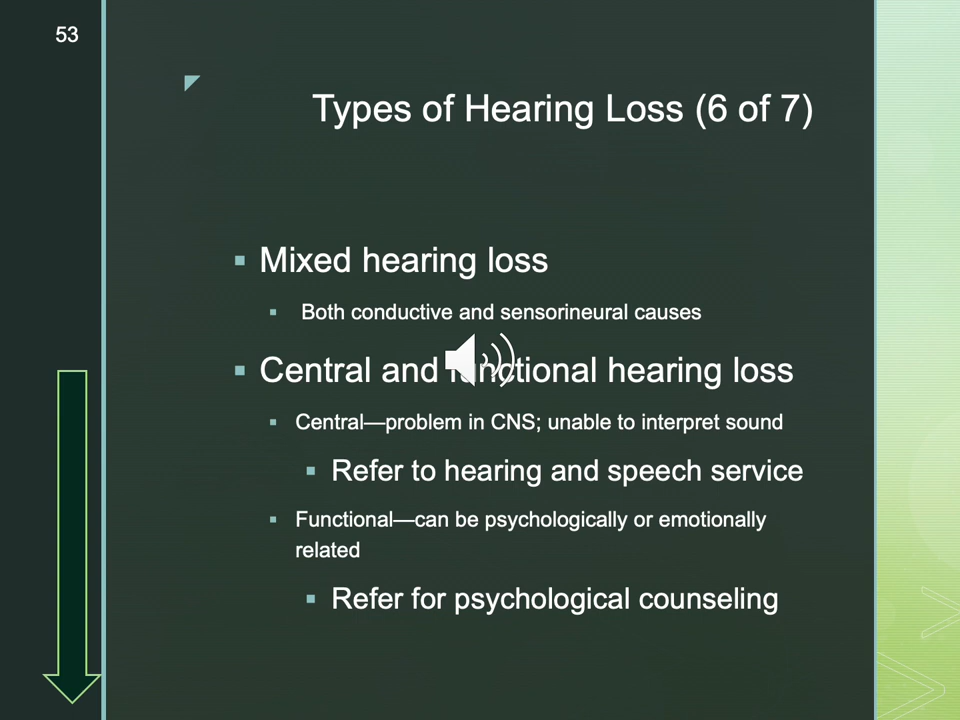 53
Types of Hearing Loss (6 of 7)
Mixed hearing loss
Both conductive and sensorineural causes
Central and functional hearing loss
Central—problem in CNS; unable to interpret sound
Refer to hearing and speech service
Functional—can be psychologically or emotionally
related
Refer for psychological counseling